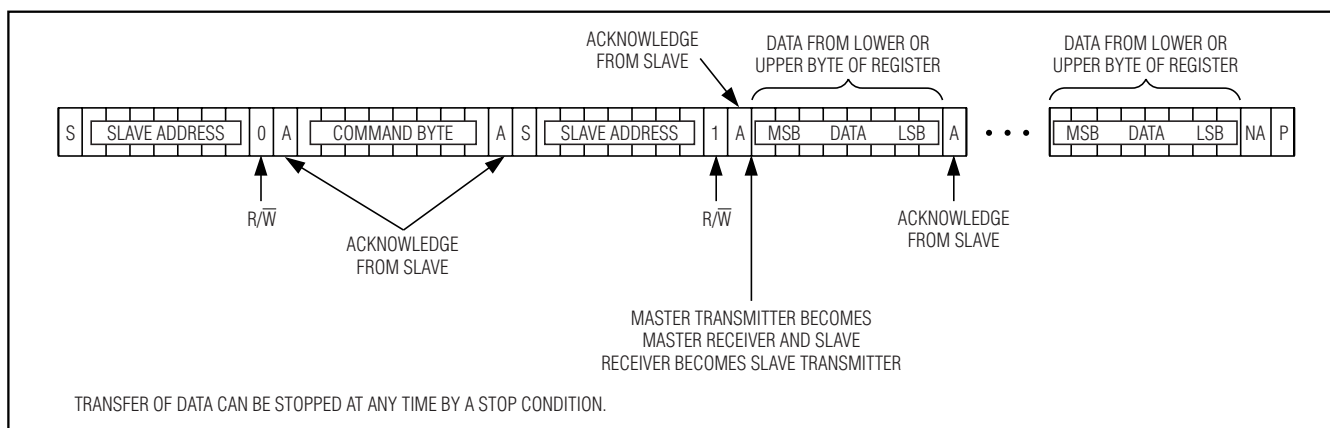 ACKNOWLEDGE
FROM SLAVE
DATA FROM LOWER OR
UPPER BYTE OF REGISTER
DATA FROM LOWER OR
UPPER BYTE OF REGISTER
S SLAVE ADDRESS 0 A COMMAND BYTE A S SLAVE ADDRESS 1 A MSB DATA LSB A • • • MSB DATA LSB NA P
R/W̅
ACKNOWLEDGE
FROM SLAVE
R/W̅
ACKNOWLEDGE
FROM SLAVE
MASTER TRANSMITTER BECOMES
MASTER RECEIVER AND SLAVE
RECEIVER BECOMES SLAVE TRANSMITTER
TRANSFER OF DATA CAN BE STOPPED AT ANY TIME BY A STOP CONDITION.